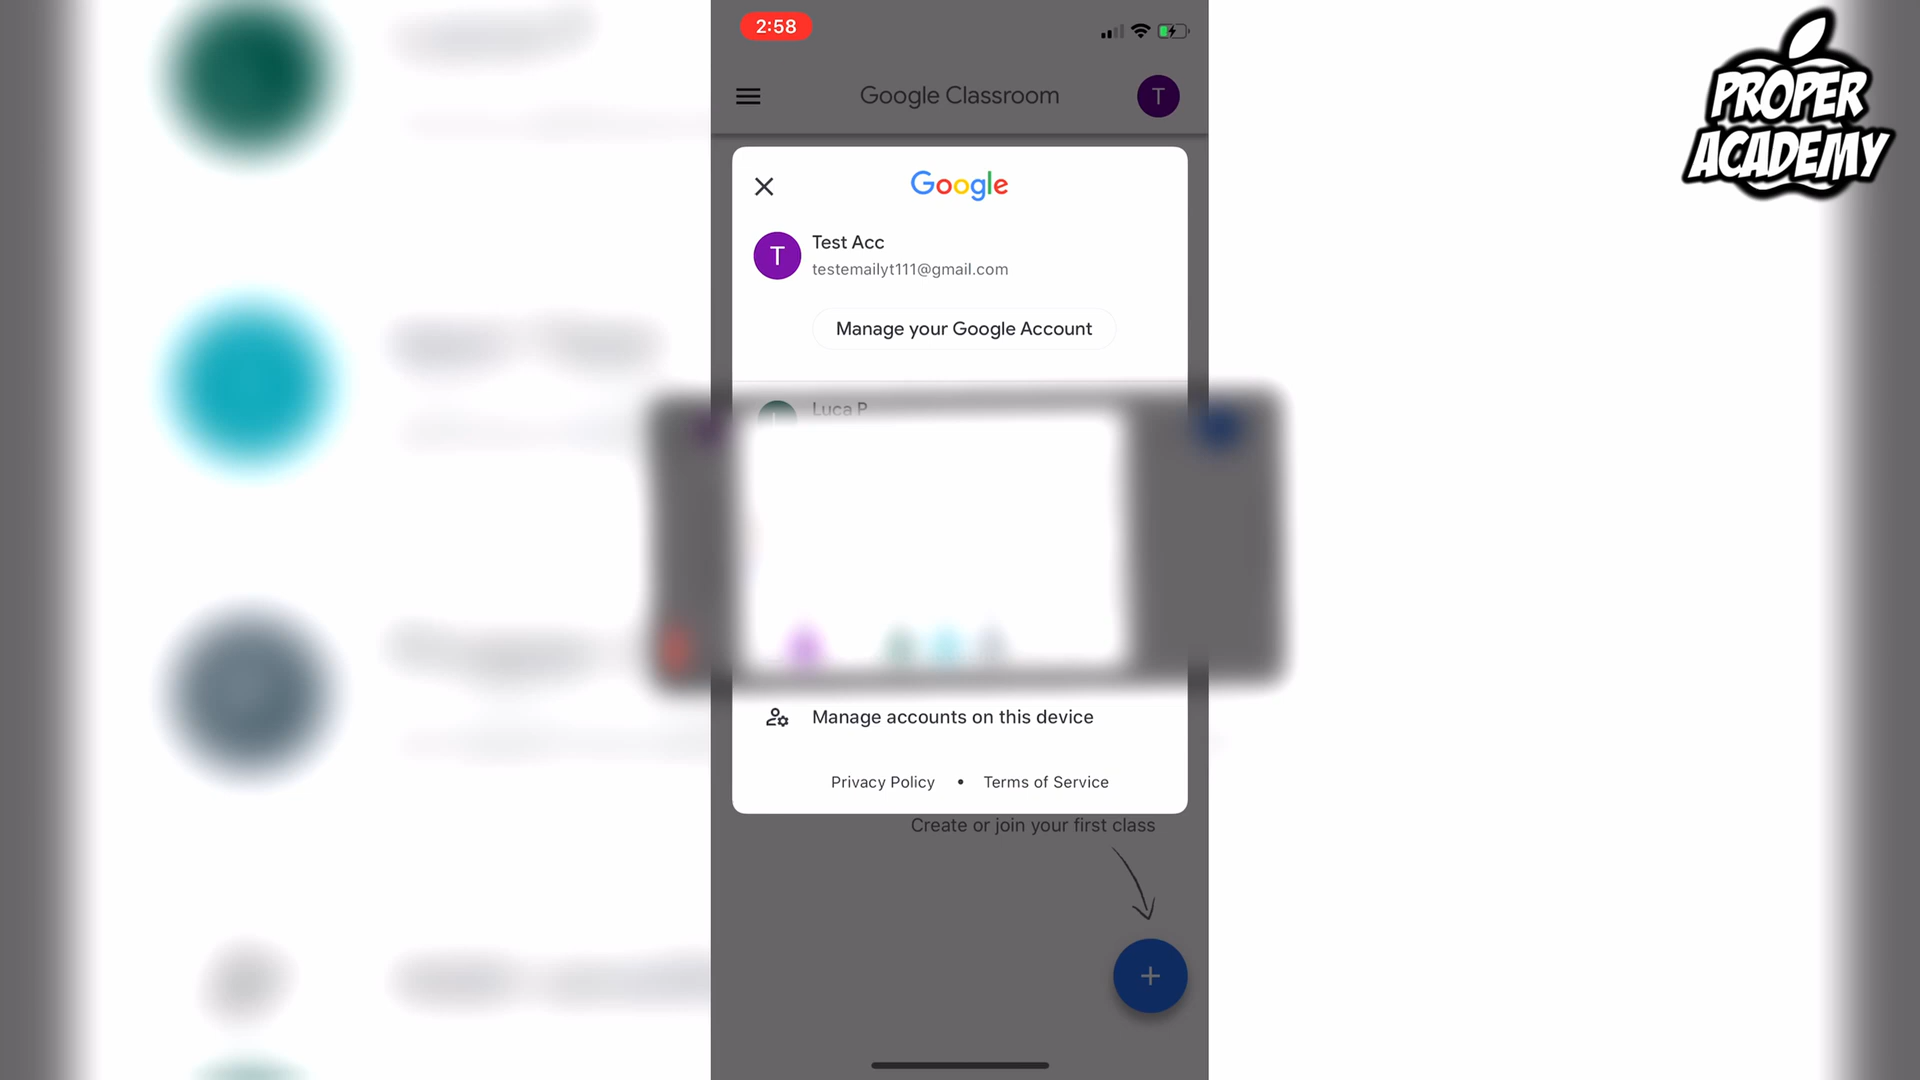 2:58
Google Classroom
T
PROPER
ACADEMY
Google
T
Test Acc
testemailyt111@gmail.com
Manage your Google Account
Luca P
Manage accounts on this device
Privacy Policy • Terms of Service
Create or join your first class
+